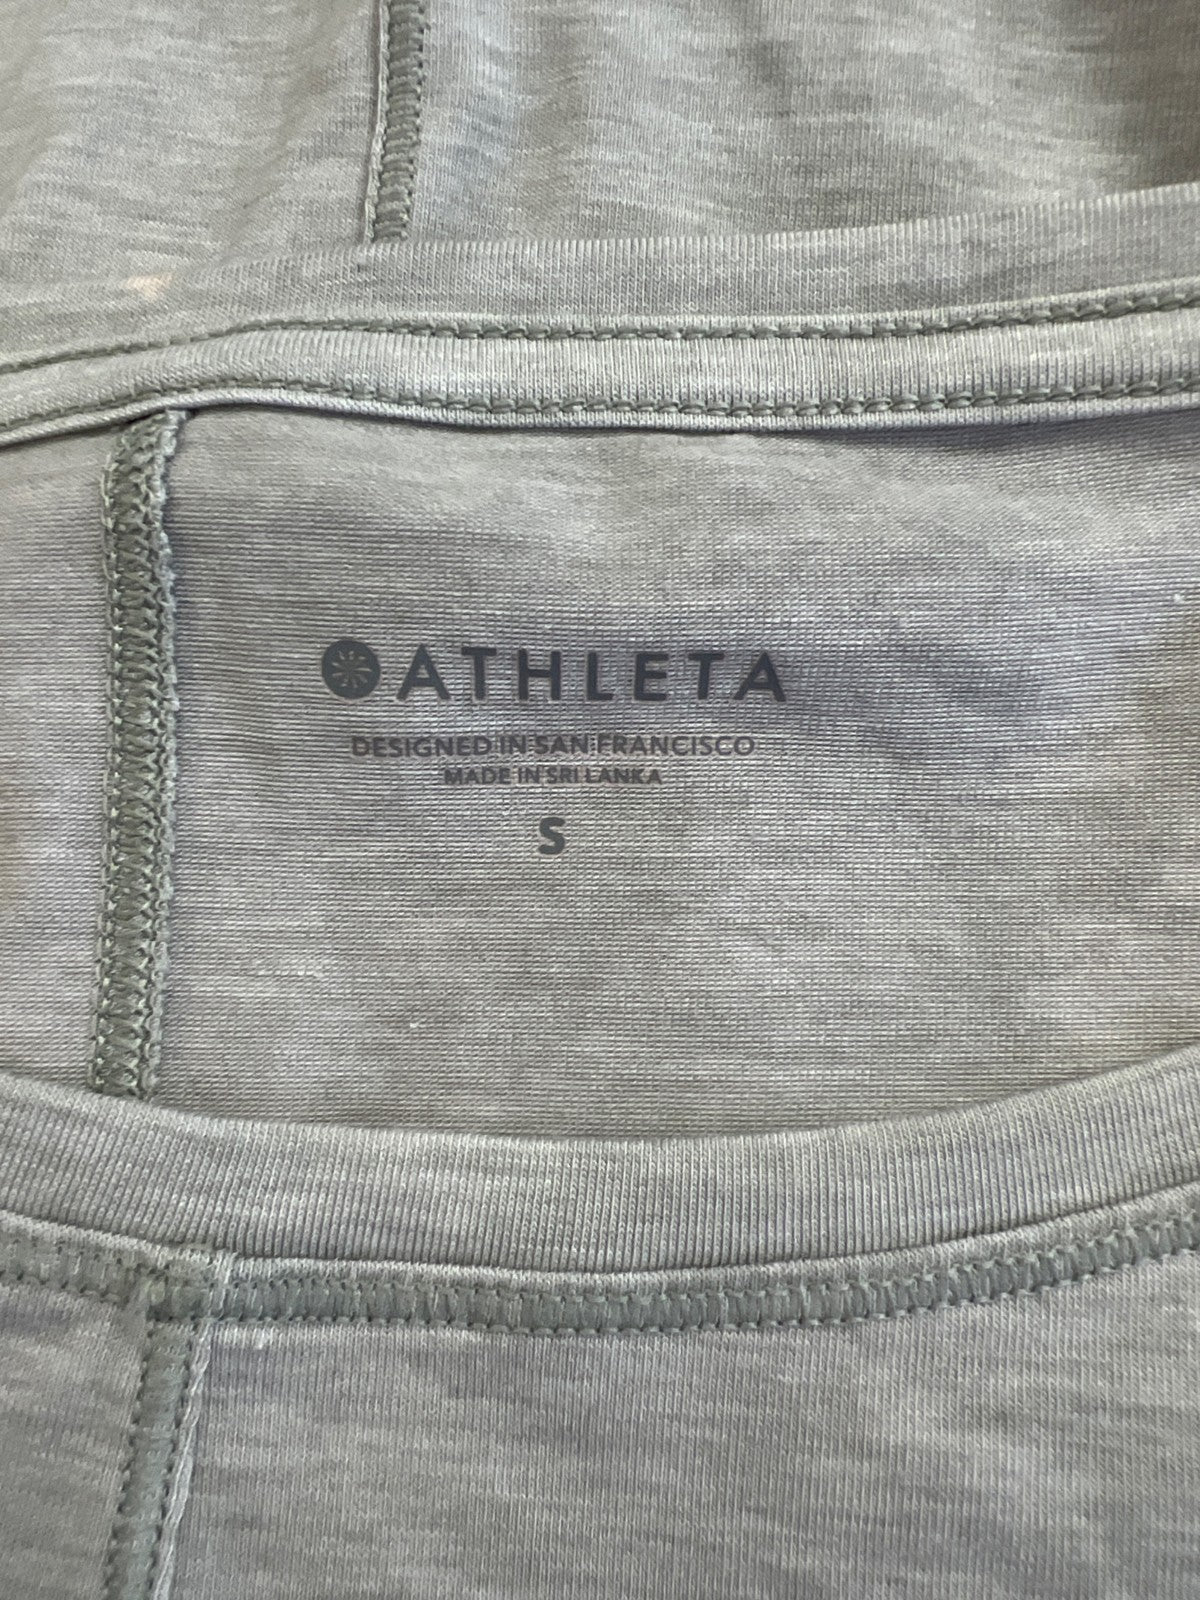 ATHLETA
DESIGNED IN SAN FRANCISCO
MADE IN SRI LANKA
S